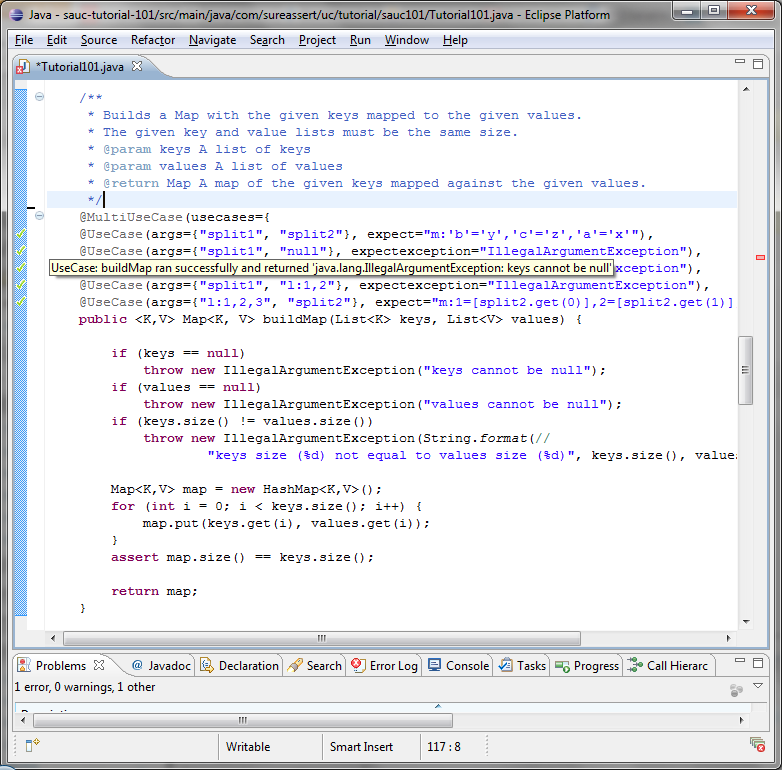 Java - sauc-tutorial-101/src/main/java/com/sureassert/uc/tutorial/sauc101/Tutorial101.java - Eclipse Platform
File Edit Source Refactor Navigate Search Project Run Window Help
*Tutorial101.java
/**
* Builds a Map with the given keys mapped to the given values.
* The given key and value lists must be the same size.
* @param keys A list of keys
* @param values A list of values
* @return Map A map of the given keys mapped against the given values.
*/
@MultiUseCase(usecases={
@UseCase(args={"split1", "split2"}, expect="m:'b'='y','c'='z','a'='x'"),
@UseCase(args={"split1", "null"}, expectexception="IllegalArgumentException"),
UseCase: buildMap ran successfully and returned 'java.lang.IllegalArgumentException: keys cannot be null' xception"),
@UseCase(args={"split1", "l:1,2"}, expectexception="IllegalArgumentException"),
@UseCase(args={"l:1,2,3", "split2"}, expect="m:1=[split2.get(0)],2=[split2.get(1)]
public <K,V> Map<K, V> buildMap(List<K> keys, List<V> values) {
if (keys == null)
throw new IllegalArgumentException("keys cannot be null");
if (values == null)
throw new IllegalArgumentException("values cannot be null");
if (keys.size() != values.size())
throw new IllegalArgumentException(String.format(//
"keys size (%d) not equal to values size (%d)", keys.size(), value
Map<K,V> map = new HashMap<K,V>();
for (int i = 0; i < keys.size(); i++) {
map.put(keys.get(i), values.get(i));
}
assert map.size() == keys.size();
return map;
}
Problems @ Javadoc Declaration Search Error Log Console Tasks Progress Call Hierarc
1 error, 0 warnings, 1 other
Writable Smart Insert 117 : 8